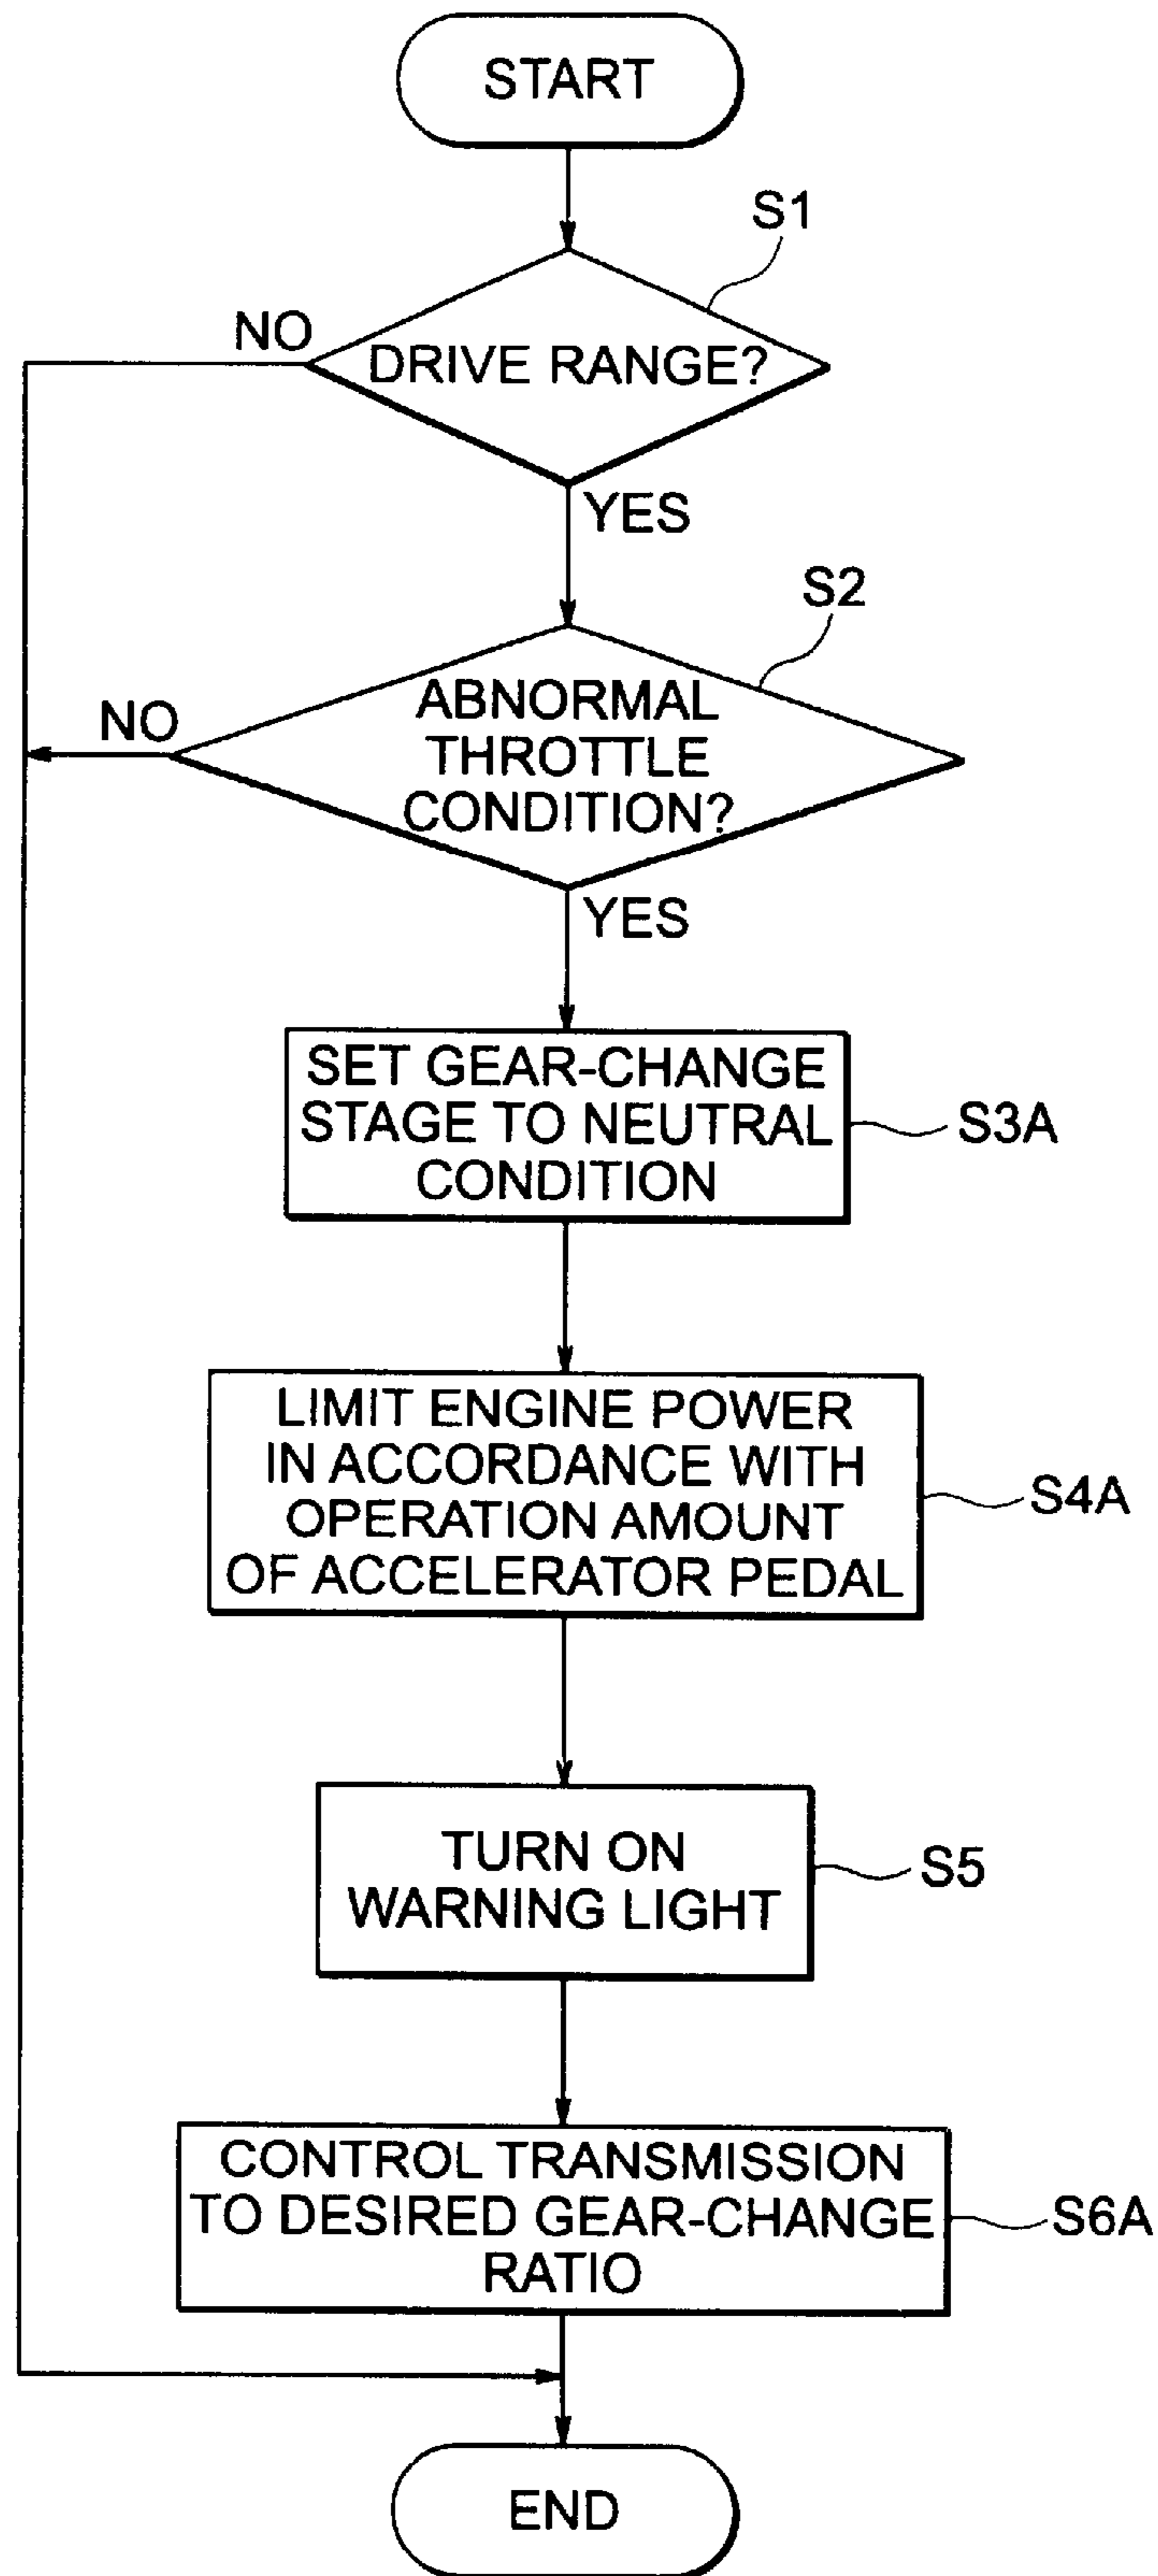 START
S1
NO
DRIVE RANGE?
YES
S2
NO
ABNORMAL
THROTTLE
CONDITION?
YES
SET GEAR-CHANGE
STAGE TO NEUTRAL
CONDITION
S3A
LIMIT ENGINE POWER
IN ACCORDANCE WITH
OPERATION AMOUNT
OF ACCELERATOR PEDAL
S4A
TURN ON
WARNING LIGHT
S5
CONTROL TRANSMISSION
TO DESIRED GEAR-CHANGE
RATIO
S6A
END